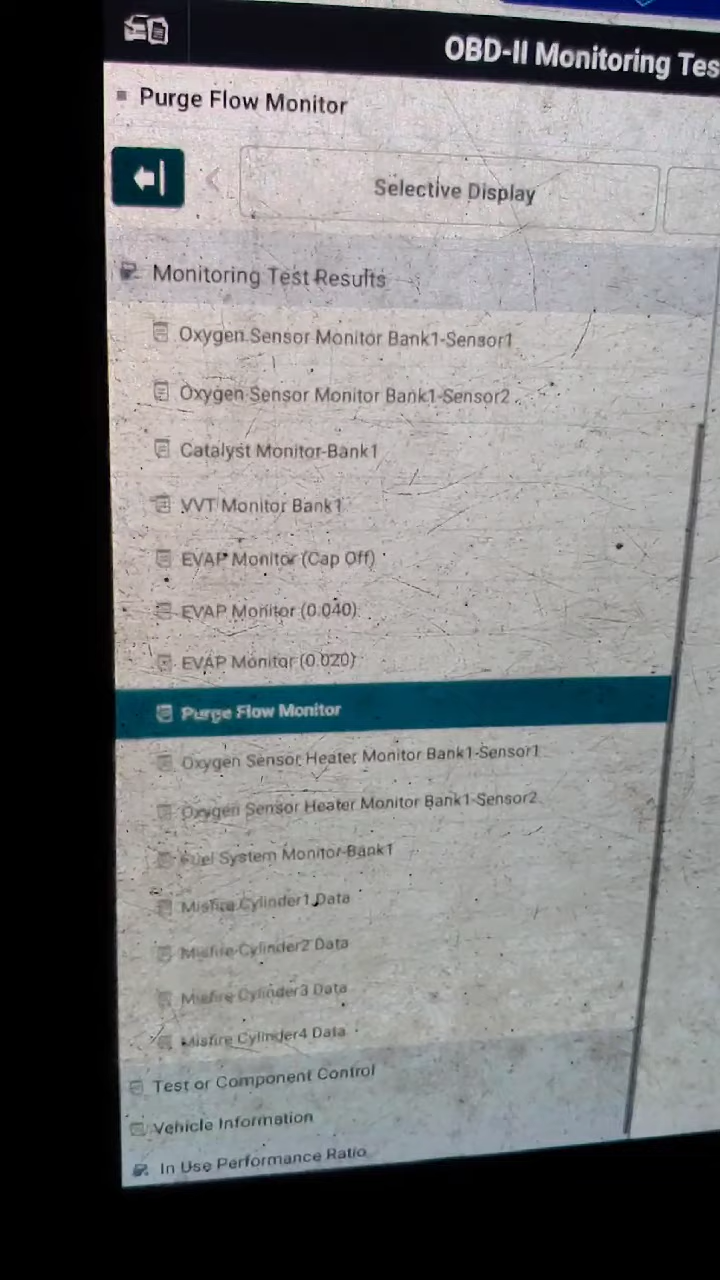 OBD-II Monitoring Tes
Purge Flow Monitor
Selective Display
Monitoring Test Results
Oxygen Sensor Monitor Bank1-Sensor1
Oxygen Sensor Monitor Bank1-Sensor2
Catalyst Monitor-Bank1
VVT Monitor Bank1
EVAP Monitor (Cap Off)
EVAP Monitor (0.040)
EVAP Monitor (0.020)
Purge Flow Monitor
Oxygen Sensor Heater Monitor Bank1-Sensor1
Oxygen Sensor Heater Monitor Bank1-Sensor2
Fuel System Monitor-Bank1
Misfire Cylinder1 Data
Misfire Cylinder2 Data
Misfire Cylinder3 Data
Misfire Cylinder4 Data
Test or Component Control
Vehicle Information
In Use Performance Ratio